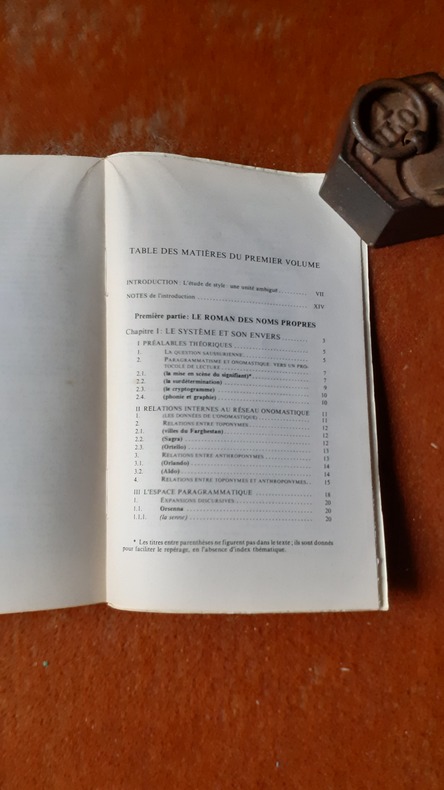 TABLE DES MATIÈRES DU PREMIER VOLUME
INTRODUCTION : L'étude de style : une unité ambiguë .. VII
NOTES de l'introduction .......... XIV
Première partie : LE ROMAN DES NOMS PROPRES
Chapitre I : LE SYSTÈME ET SON ENVERS ...... 3
I PRÉALABLES THÉORIQUES .......... 5
1. LA QUESTION SAUSSURIENNE .......... 5
2. PARAGRAMMATISME ET ONOMASTIQUE : VERS UN PRO-
TOCOLE DE LECTURE .......... 7
2.1. (la mise en scène du signifiant)* .......... 7
2.2. (la surdétermination) .......... 9
2.3. (le cryptogramme) .......... 10
2.4. (phonie et graphie) .......... 10
II RELATIONS INTERNES AU RÉSEAU ONOMASTIQUE 11
1. (LES DONNÉES DE L'ONOMASTIQUE) .......... 11
2. RELATIONS ENTRE TOPONYMES .......... 12
2.1. (villes du Farghestan) .......... 12
2.2. (Sagra) .......... 12
2.3. (Ortello) .......... 13
3. RELATIONS ENTRE ANTHROPONYMES .......... 13
3.1. (Orlando) .......... 14
3.2. (Aldo) .......... 14
4. RELATIONS ENTRE TOPONYMES ET ANTHROPONYMES .... 15
III L'ESPACE PARAGRAMMATIQUE .......... 18
1. EXPANSIONS DISCURSIVES .......... 20
1.1. Orsenna .......... 20
1.1.1. (la senne) .......... 20
* Les titres entre parenthèses ne figurent pas dans le texte ; ils sont donnés
pour faciliter le repérage, en l'absence d'index thématique.